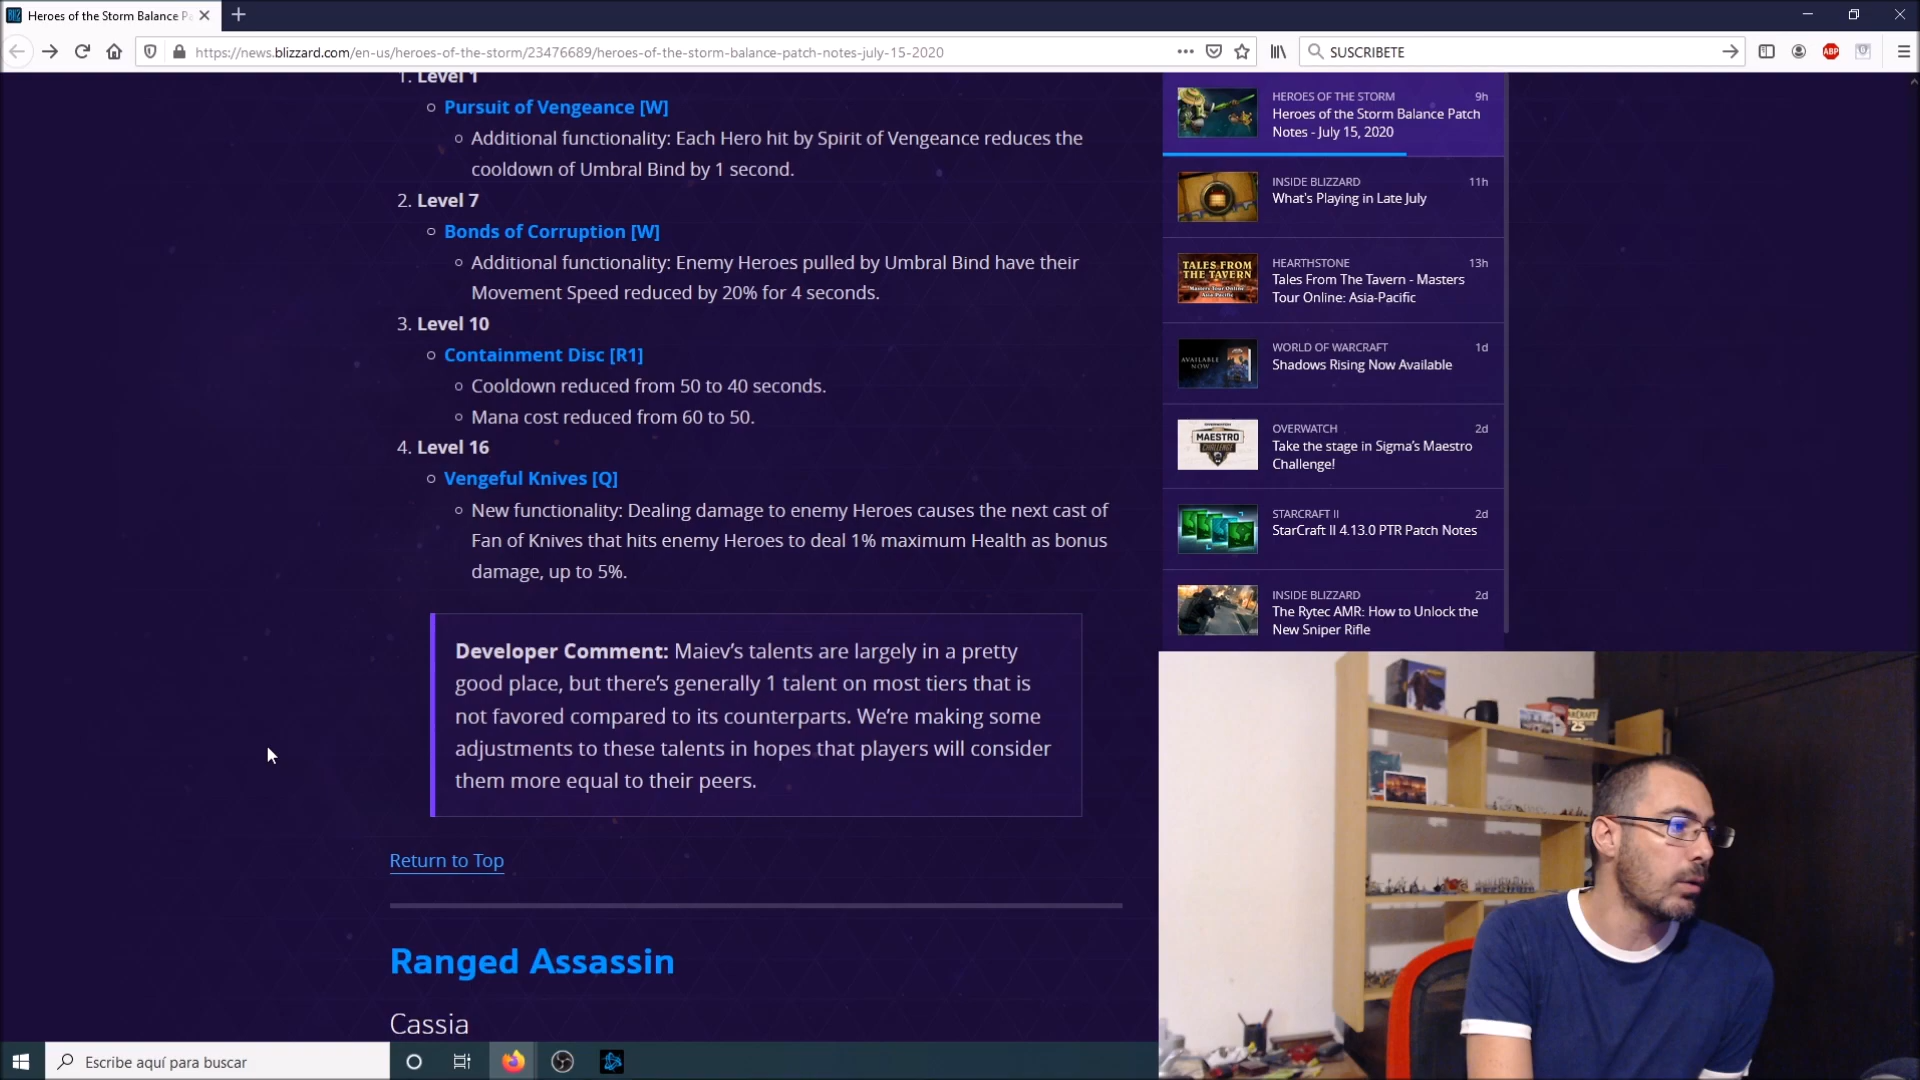 Heroes of the Storm Balance P
https://news.blizzard.com/en-us/heroes-of-the-storm/23476689/heroes-of-the-storm-balance-patch-notes-july-15-2020
SUSCRIBETE
ABP
1. Level 1
Pursuit of Vengeance [W]
Additional functionality: Each Hero hit by Spirit of Vengeance reduces the
cooldown of Umbral Bind by 1 second.
2. Level 7
Bonds of Corruption [W]
Additional functionality: Enemy Heroes pulled by Umbral Bind have their
Movement Speed reduced by 20% for 4 seconds.
3. Level 10
Containment Disc [R1]
Cooldown reduced from 50 to 40 seconds.
Mana cost reduced from 60 to 50.
4. Level 16
Vengeful Knives [Q]
New functionality: Dealing damage to enemy Heroes causes the next cast of
Fan of Knives that hits enemy Heroes to deal 1% maximum Health as bonus
damage, up to 5%.
Developer Comment: Maiev’s talents are largely in a pretty
good place, but there’s generally 1 talent on most tiers that is
not favored compared to its counterparts. We’re making some
adjustments to these talents in hopes that players will consider
them more equal to their peers.
Return to Top
Ranged Assassin
Cassia
HEROES OF THE STORM 9h
Heroes of the Storm Balance Patch
Notes - July 15, 2020
INSIDE BLIZZARD 11h
What's Playing in Late July
TALES FROM
THE TAVERN
HEARTHSTONE 13h
Tales From The Tavern - Masters
Tour Online: Asia-Pacific
AVAILABLE
NOW
WORLD OF WARCRAFT 1d
Shadows Rising Now Available
MAESTRO
CHALLENGE
OVERWATCH 2d
Take the stage in Sigma’s Maestro
Challenge!
STARCRAFT II 2d
StarCraft II 4.13.0 PTR Patch Notes
INSIDE BLIZZARD 2d
The Rytec AMR: How to Unlock the
New Sniper Rifle
Escribe aquí para buscar